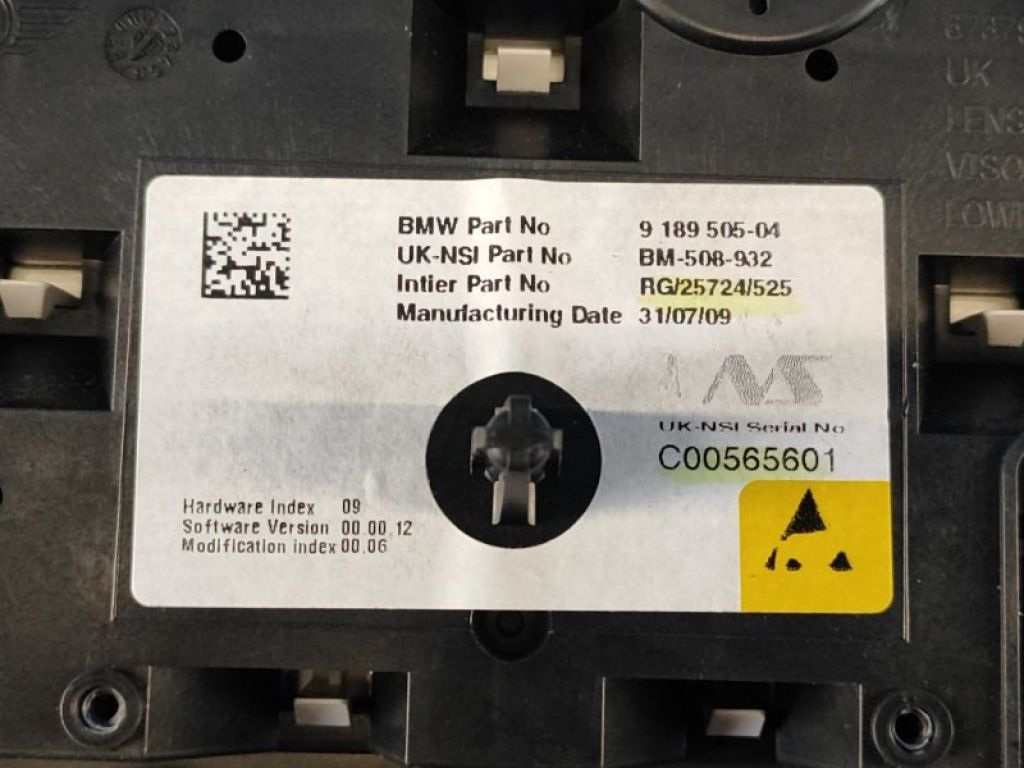 BMW Part No 9 189 505-04
UK-NSI Part No BM-508-932
Intier Part No RG/25724/525
Manufacturing Date 31/07/09
UK-NSI Serial No
C00565601
Hardware Index 09
Software Version 00.00.12
Modification index 00.06
UK